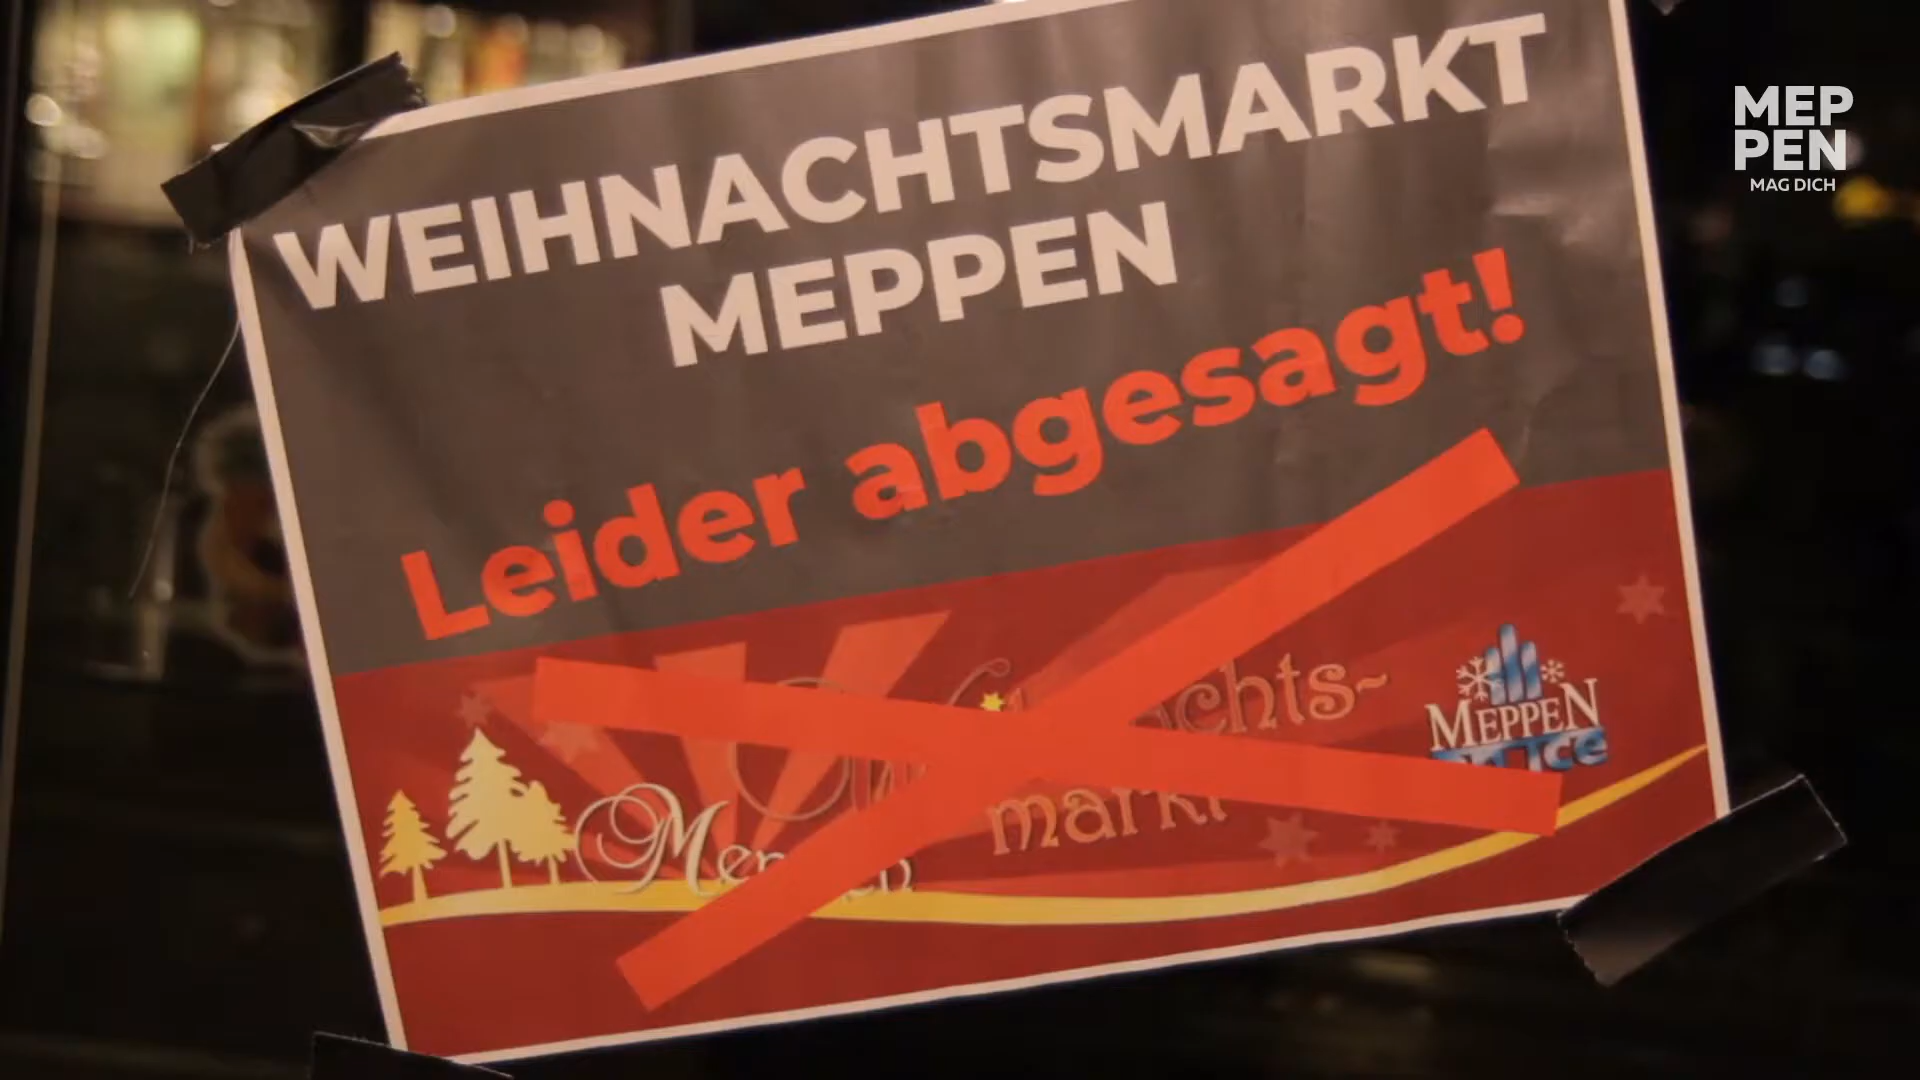 WEIHNACHTSMARKT
MEPPEN
Leider abgesagt!
MEPPEN
MEP
PEN
MAG DICH